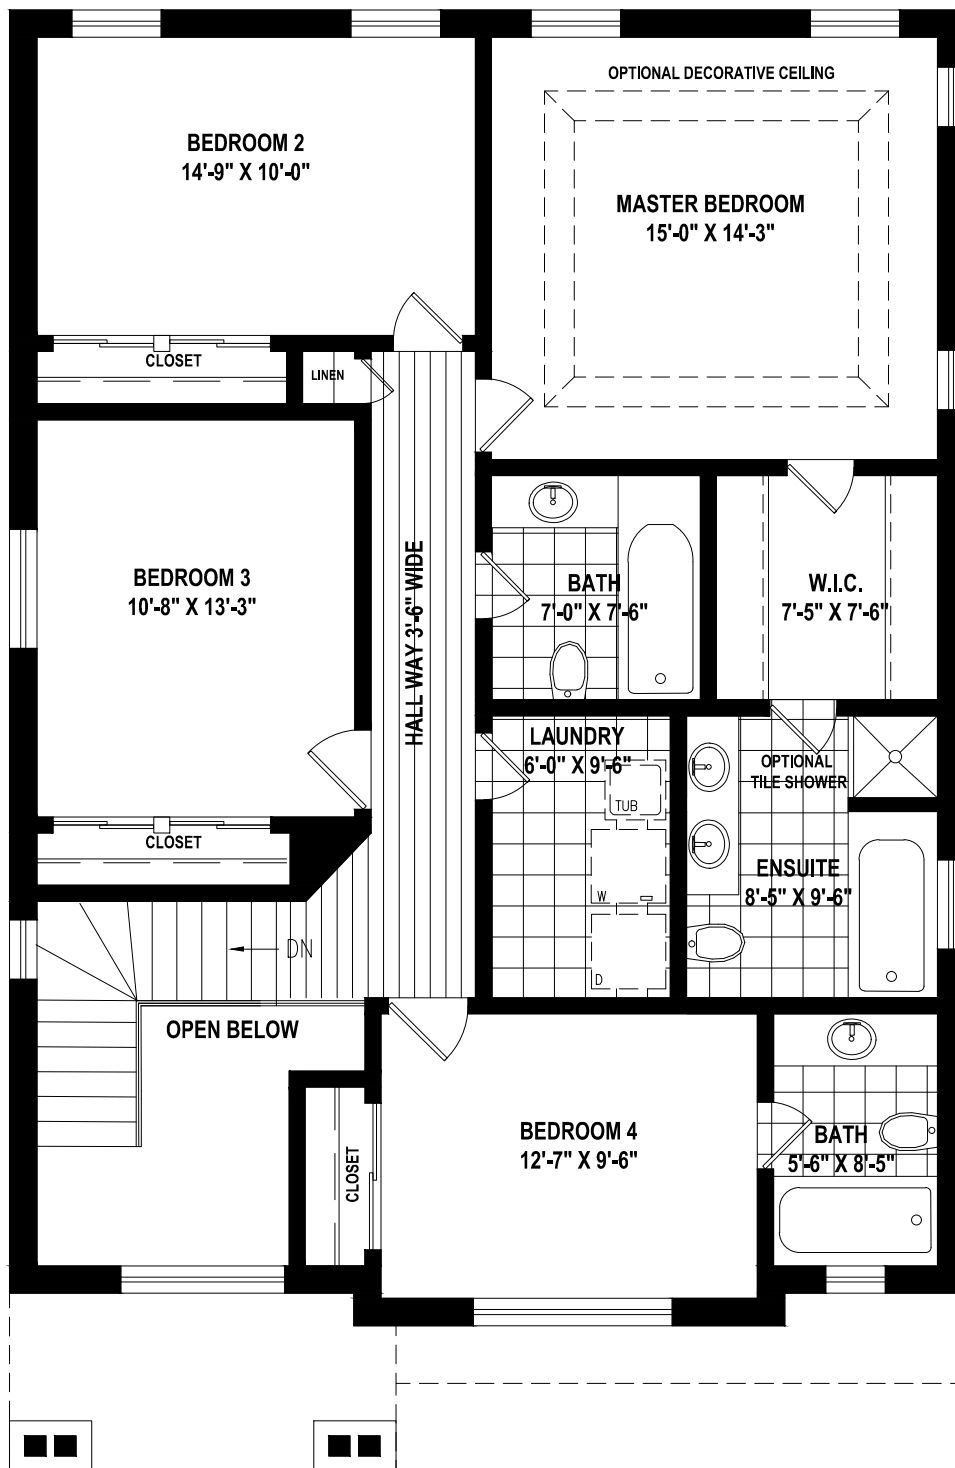 OPTIONAL DECORATIVE CEILING
BEDROOM 2
14'-9" X 10'-0"
MASTER BEDROOM
15'-0" X 14'-3"
CLOSET
LINEN
BEDROOM 3
10'-8" X 13'-3"
HALL WAY 3'-6" WIDE
BATH
7'-0" X 7'-6"
W.I.C.
7'-5" X 7'-6"
LAUNDRY
6'-0" X 9'-6"
OPTIONAL
TILE SHOWER
TUB
CLOSET
ENSUITE
8'-5" X 9'-6"
W
D
DN
OPEN BELOW
BEDROOM 4
12'-7" X 9'-6"
CLOSET
BATH
5'-6" X 8'-5"